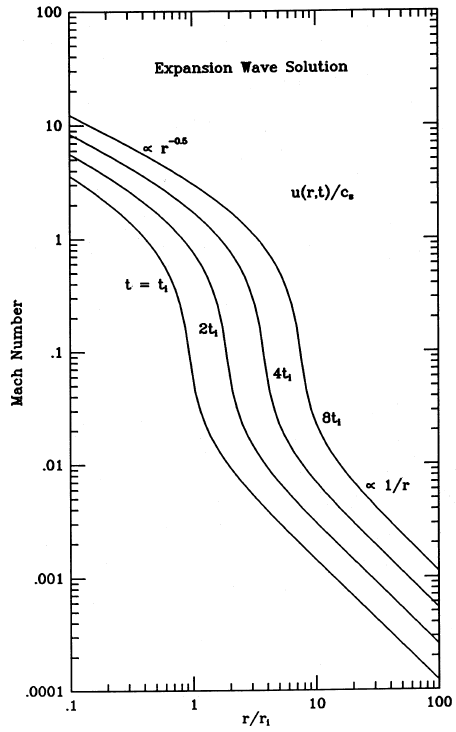 100
Expansion Wave Solution
10
∝ r^-0.5
u(r,t)/c_s
1
t = t_1
2t_1
.1
4t_1
8t_1
Mach Number
.01
∝ 1/r
.001
.0001
.1
1
10
100
r/r_1